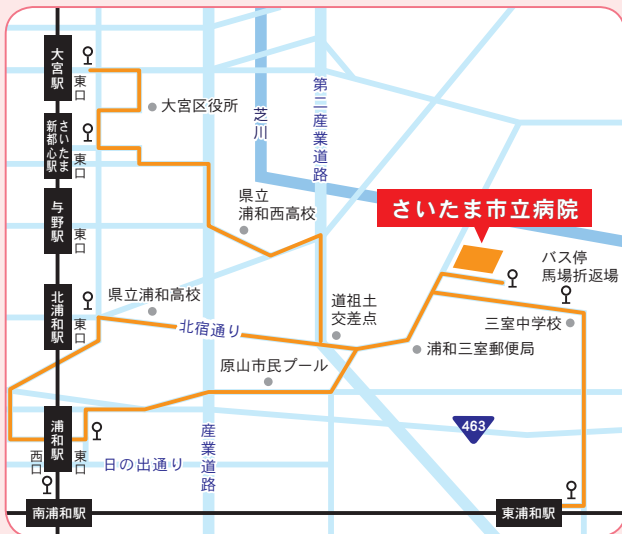 大宮駅
東口
大宮区役所
さいたま
新都心駅
東口
芝川
第二産業道路
与野駅
東口
県立
浦和西高校
さいたま市立病院
バス停
馬場折返場
北浦和駅
東口
県立浦和高校
北宿通り
道祖土
交差点
三室中学校
浦和三室郵便局
原山市民プール
463
浦和駅
西口
東口
日の出通り
産業道路
南浦和駅
東浦和駅